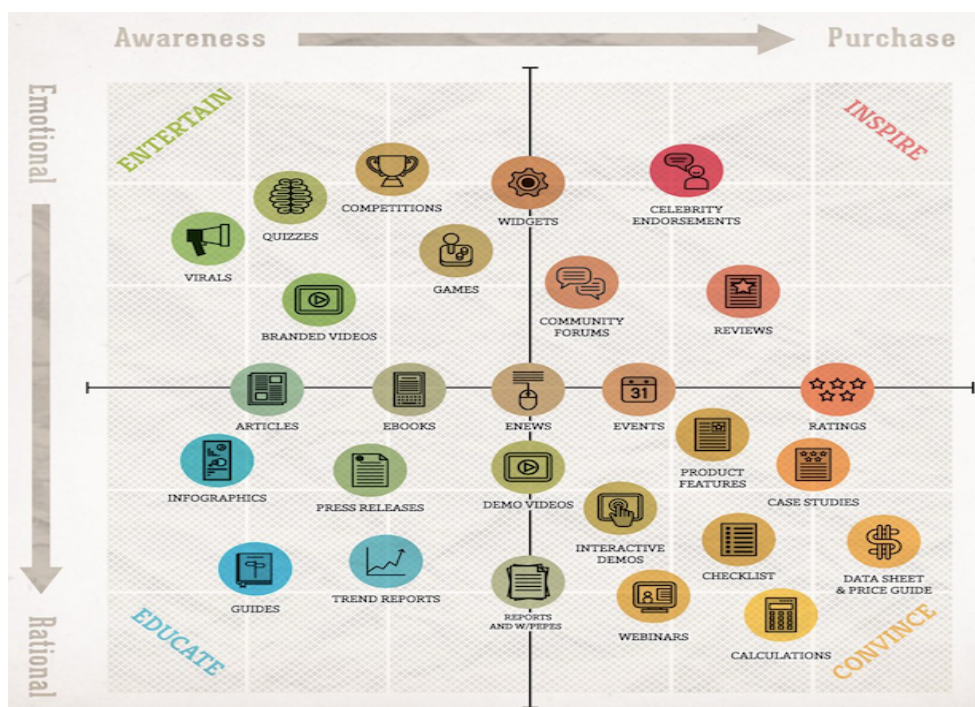 Awareness
Purchase
Emotional
Rational
ENTERTAIN
INSPIRE
COMPETITIONS
QUIZZES
WIDGETS
CELEBRITY
ENDORSEMENTS
VIRALS
GAMES
BRANDED VIDEOS
COMMUNITY
FORUMS
REVIEWS
31
ARTICLES
EBOOKS
ENEWS
EVENTS
RATINGS
INFOGRAPHICS
PRESS RELEASES
DEMO VIDEOS
PRODUCT
FEATURES
CASE STUDIES
INTERACTIVE
DEMOS
CHECKLIST
DATA SHEET
& PRICE GUIDE
GUIDES
TREND REPORTS
REPORTS
AND W/PEPES
WEBINARS
CALCULATIONS
EDUCATE
CONVINCE